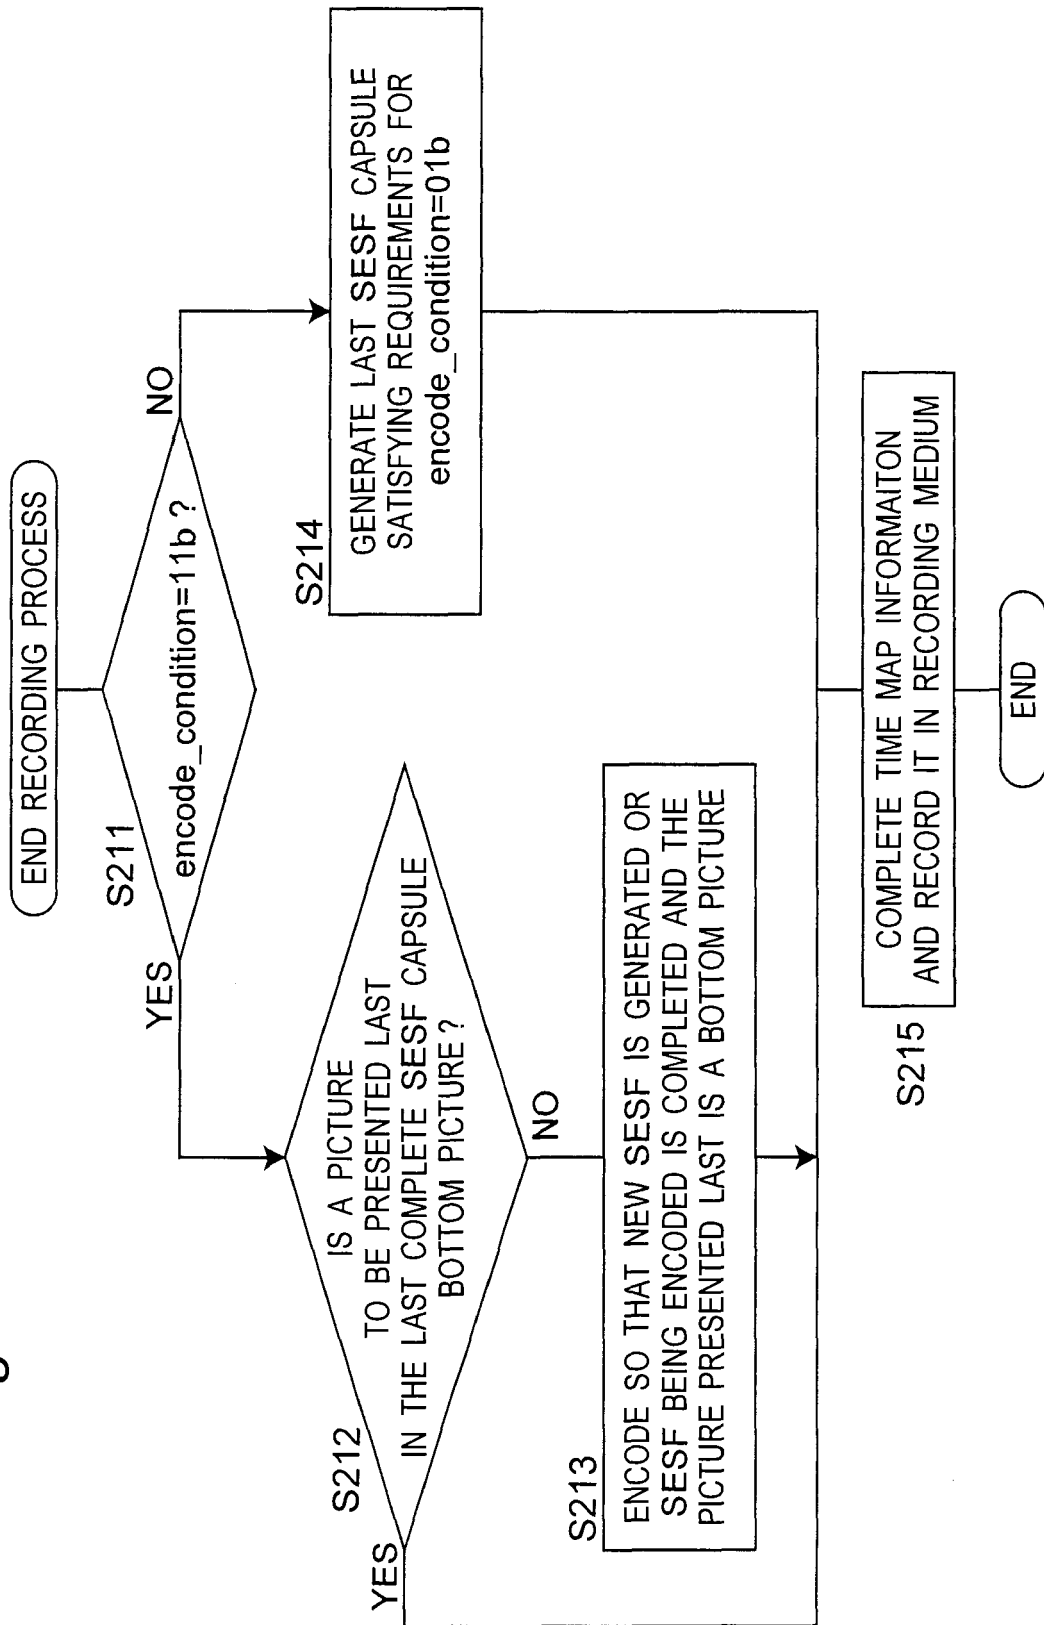 END RECORDING PROCESS
S211
encode_condition=11b ?
YES
NO
S212
IS A PICTURE
TO BE PRESENTED LAST
IN THE LAST COMPLETE SESF CAPSULE
BOTTOM PICTURE ?
YES
NO
S213
ENCODE SO THAT NEW SESF IS GENERATED OR
SESF BEING ENCODED IS COMPLETED AND THE
PICTURE PRESENTED LAST IS A BOTTOM PICTURE
S214
GENERATE LAST SESF CAPSULE
SATISFYING REQUIREMENTS FOR
encode_condition=01b
S215
COMPLETE TIME MAP INFORMAITON
AND RECORD IT IN RECORDING MEDIUM
END